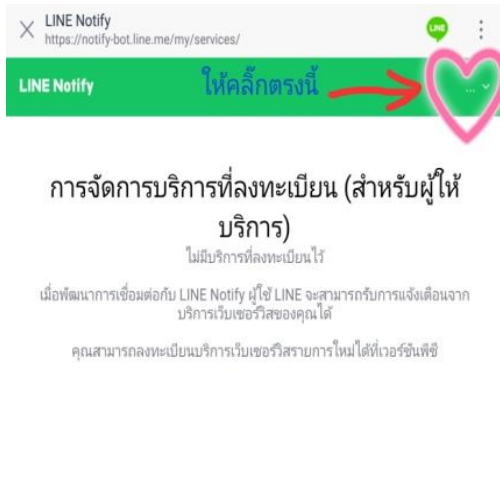 LINE Notify
https://notify-bot.line.me/my/services/
LINE
LINE Notify
ให้คลิ๊กตรงนี้
...
การจัดการบริการที่ลงทะเบียน (สำหรับผู้ให้
บริการ)
ไม่มีบริการที่ลงทะเบียนไว้
เมื่อพัฒนาการเชื่อมต่อกับ LINE Notify ผู้ใช้ LINE จะสามารถรับการแจ้งเตือนจาก
บริการเว็บเซอร์วิสของคุณได้
คุณสามารถลงทะเบียนบริการเว็บเซอร์วิสรายการใหม่ได้ที่เวอร์ชันพีซี